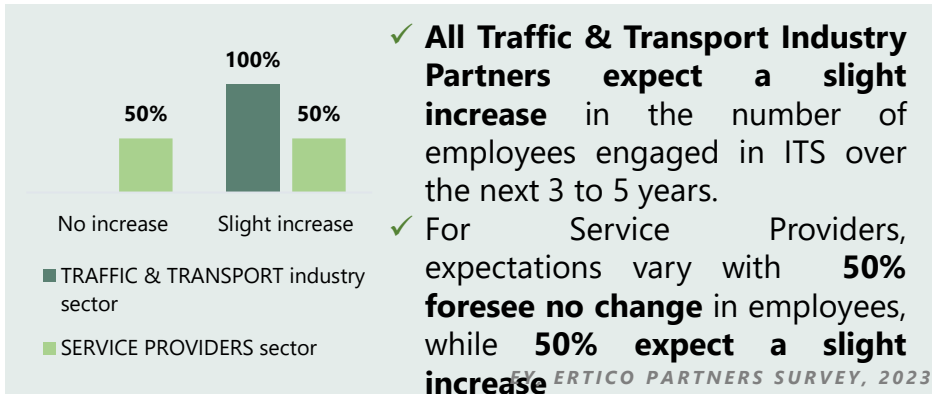 100%
50%
50%
No increase
Slight increase
TRAFFIC & TRANSPORT industry
sector
SERVICE PROVIDERS sector
✓ All Traffic & Transport Industry
Partners expect a slight
increase in the number of
employees engaged in ITS over
the next 3 to 5 years.
✓ For Service Providers,
expectations vary with 50%
foresee no change in employees,
while 50% expect a slight
increase
EY, ERTICO PARTNERS SURVEY, 2023